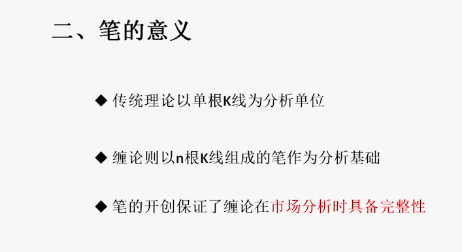 二、笔的意义
◆ 传统理论以单根K线为分析单位
◆ 缠论则以n根K线组成的笔作为分析基础
◆ 笔的开创保证了缠论在市场分析时具备完整性